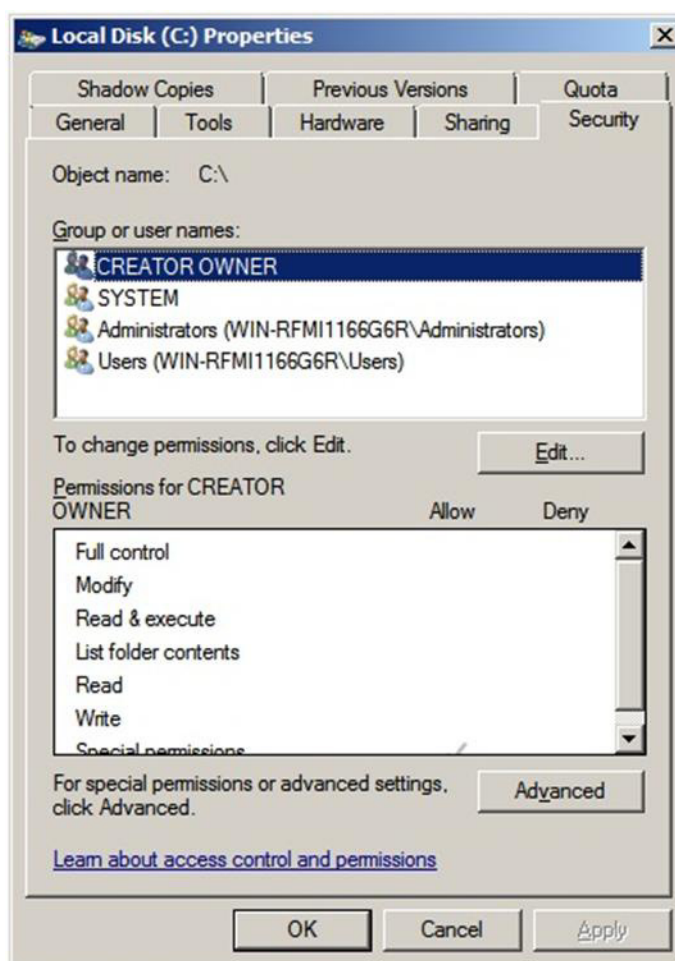 Local Disk (C:) Properties
Shadow Copies Previous Versions Quota
General Tools Hardware Sharing Security
Object name: C:\
Group or user names:
CREATOR OWNER
SYSTEM
Administrators (WIN-RFMI1166G6R\Administrators)
Users (WIN-RFMI1166G6R\Users)
To change permissions, click Edit.
Edit...
Permissions for CREATOR
OWNER Allow Deny
Full control
Modify
Read & execute
List folder contents
Read
Write
Special permissions
For special permissions or advanced settings,
click Advanced.
Advanced
Learn about access control and permissions
OK Cancel Apply